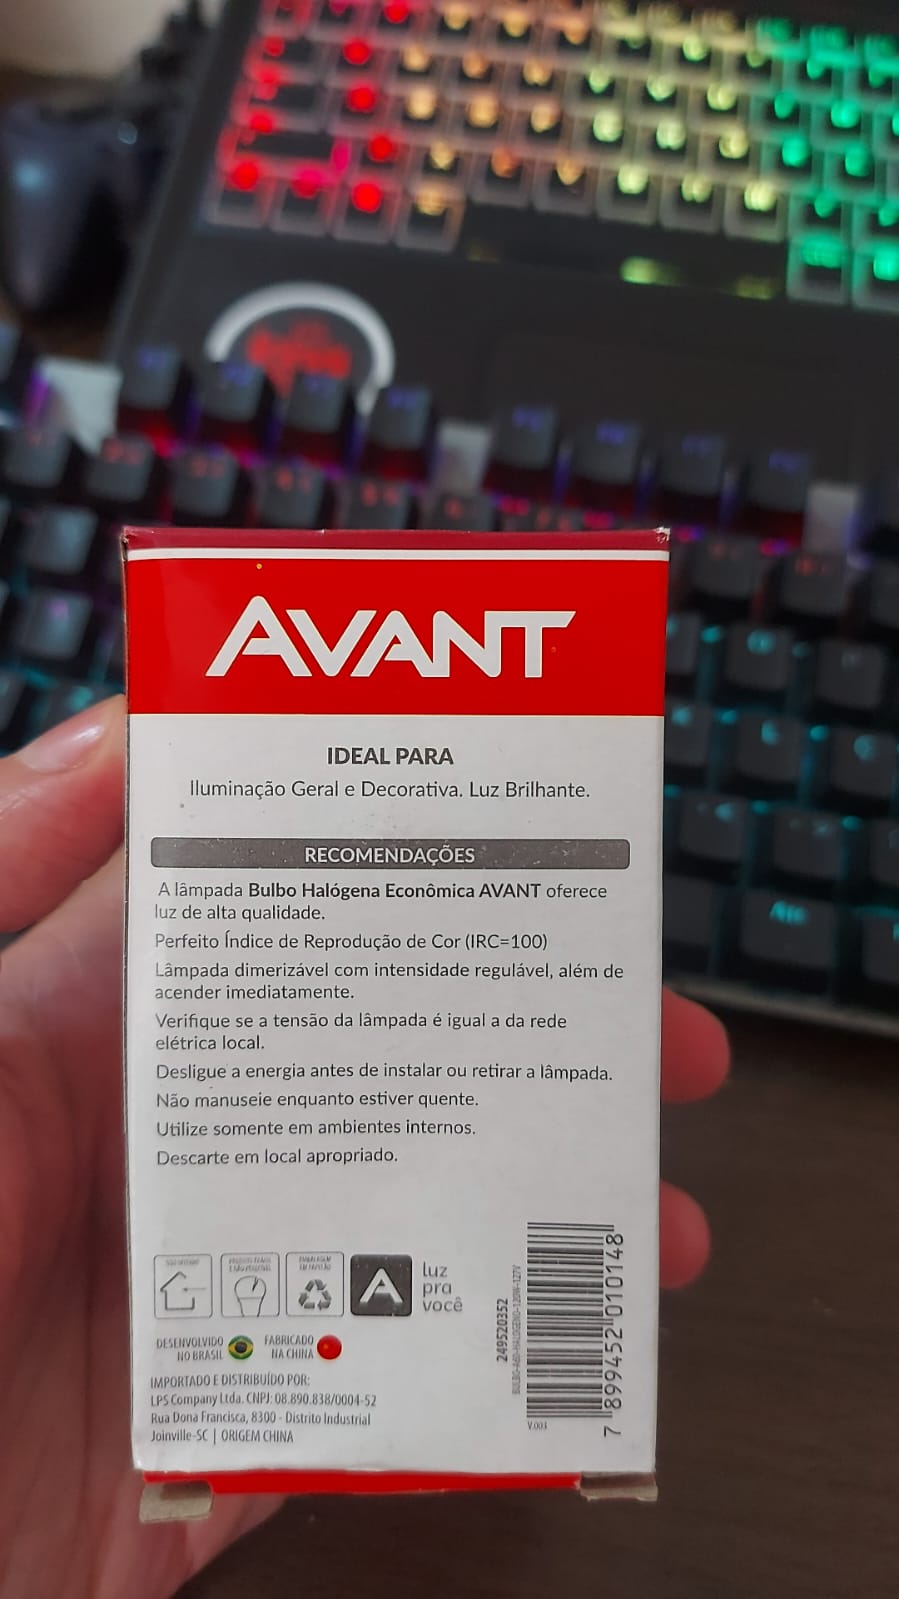 AVANT
IDEAL PARA
Iluminação Geral e Decorativa. Luz Brilhante.
RECOMENDAÇÕES
A lâmpada Bulbo Halógena Econômica AVANT oferece
luz de alta qualidade.
Perfeito Índice de Reprodução de Cor (IRC=100)
Lâmpada dimerizável com intensidade regulável, além de
acender imediatamente.
Verifique se a tensão da lâmpada é igual a da rede
elétrica local.
Desligue a energia antes de instalar ou retirar a lâmpada.
Não manuseie enquanto estiver quente.
Utilize somente em ambientes internos.
Descarte em local apropriado.
luz
pra
você
DESENVOLVIDO
NO BRASIL
FABRICADO
NA CHINA
IMPORTADO E DISTRIBUÍDO POR:
LPS Company Ltda. CNPJ: 08.890.838/0004-52
Rua Dona Francisca, 8300 - Distrito Industrial
Joinville-SC | ORIGEM CHINA
249520352
7 899452 010148
V.003
Alt